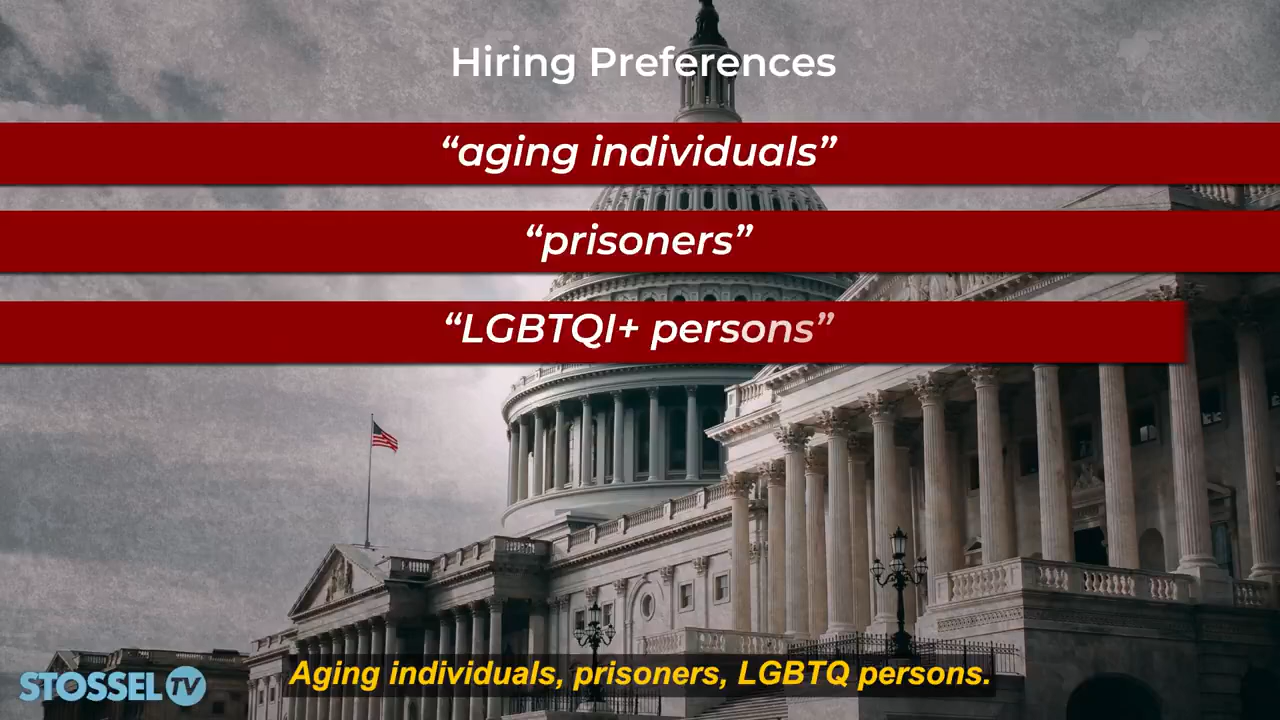 Hiring Preferences
“aging individuals”
“prisoners”
“LGBTQI+ persons”
Aging individuals, prisoners, LGBTQ persons.
STOSSEL TV